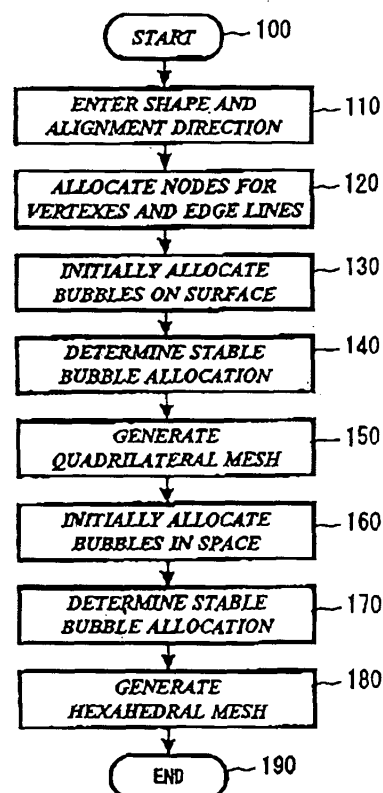 START
100
ENTER SHAPE AND
ALIGNMENT DIRECTION
110
ALLOCATE NODES FOR
VERTEXES AND EDGE LINES
120
INITIALLY ALLOCATE
BUBBLES ON SURFACE
130
DETERMINE STABLE
BUBBLE ALLOCATION
140
GENERATE
QUADRILATERAL MESH
150
INITIALLY ALLOCATE
BUBBLES IN SPACE
160
DETERMINE STABLE
BUBBLE ALLOCATION
170
GENERATE
HEXAHEDRAL MESH
180
END
190